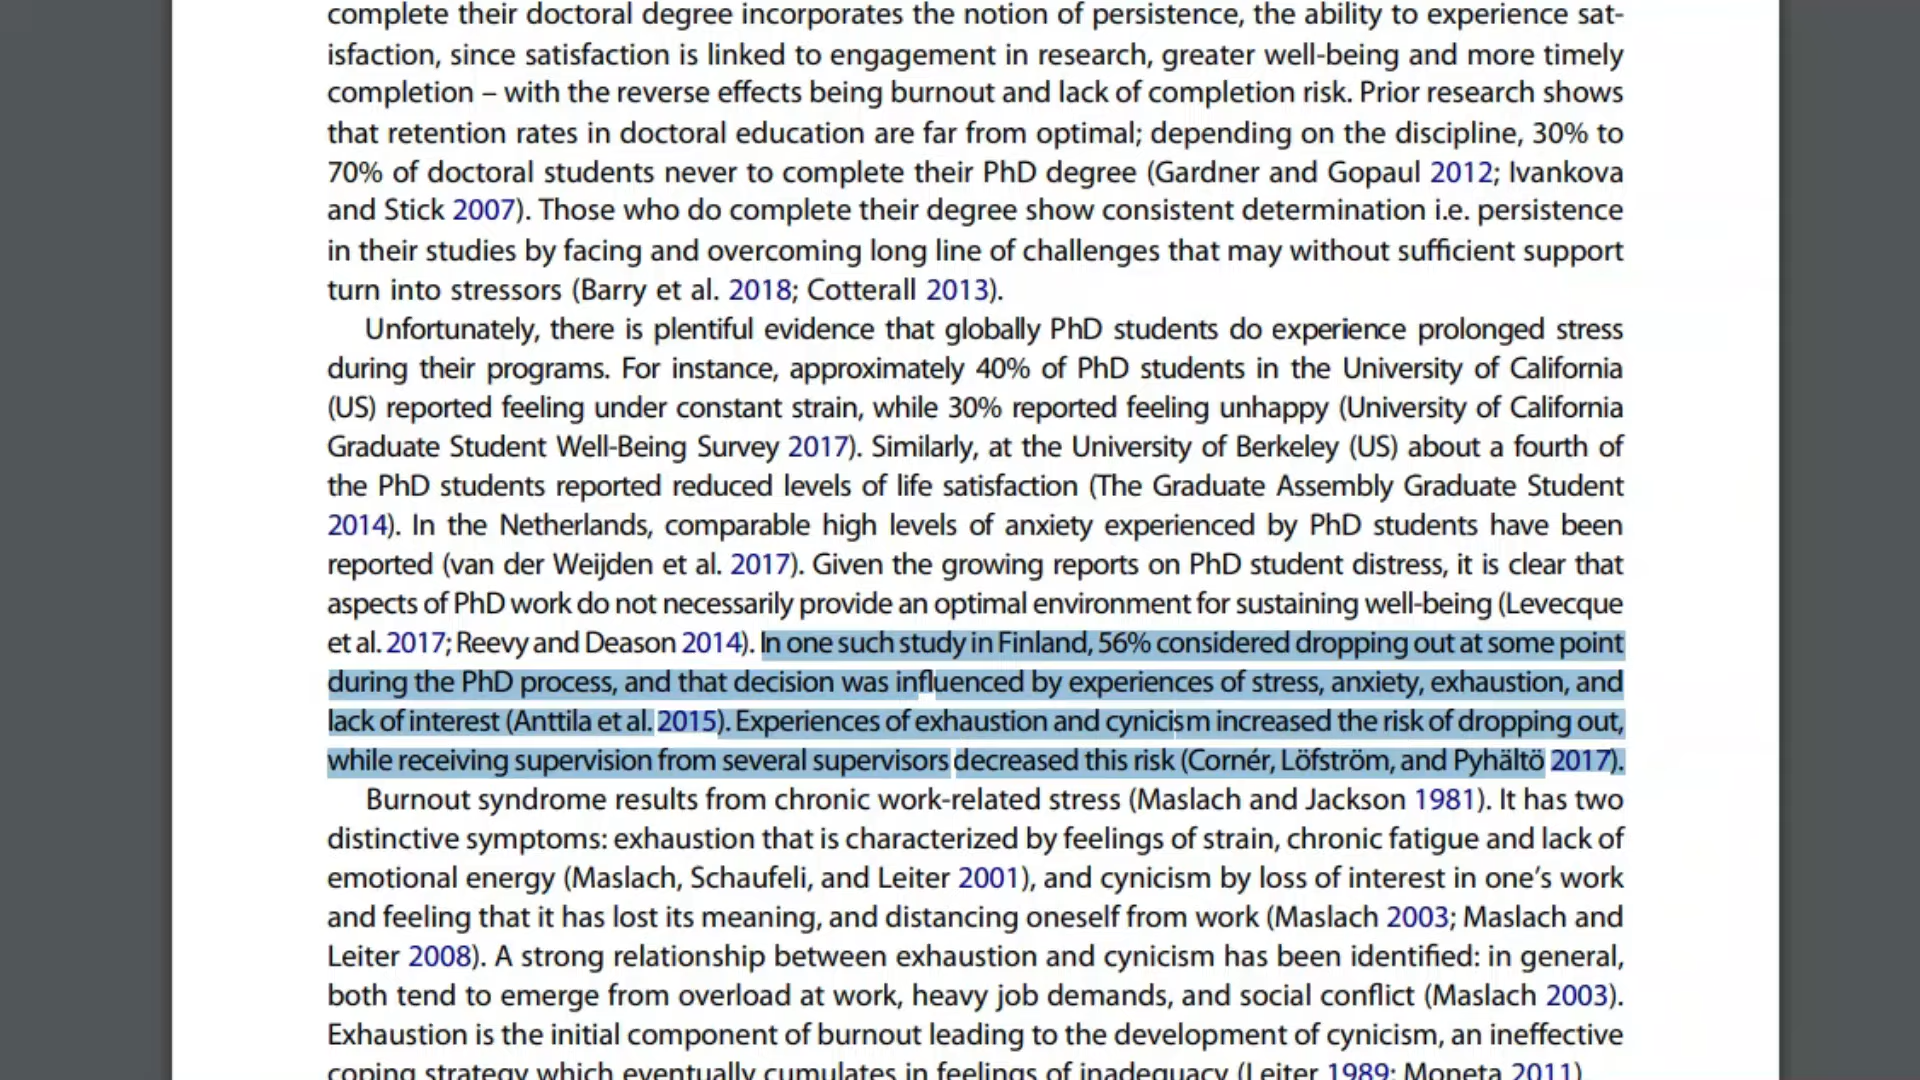 complete their doctoral degree incorporates the notion of persistence, the ability to experience sat-
isfaction, since satisfaction is linked to engagement in research, greater well-being and more timely
completion – with the reverse effects being burnout and lack of completion risk. Prior research shows
that retention rates in doctoral education are far from optimal; depending on the discipline, 30% to
70% of doctoral students never to complete their PhD degree (Gardner and Gopaul 2012; Ivankova
and Stick 2007). Those who do complete their degree show consistent determination i.e. persistence
in their studies by facing and overcoming long line of challenges that may without sufficient support
turn into stressors (Barry et al. 2018; Cotterall 2013).
Unfortunately, there is plentiful evidence that globally PhD students do experience prolonged stress
during their programs. For instance, approximately 40% of PhD students in the University of California
(US) reported feeling under constant strain, while 30% reported feeling unhappy (University of California
Graduate Student Well-Being Survey 2017). Similarly, at the University of Berkeley (US) about a fourth of
the PhD students reported reduced levels of life satisfaction (The Graduate Assembly Graduate Student
2014). In the Netherlands, comparable high levels of anxiety experienced by PhD students have been
reported (van der Weijden et al. 2017). Given the growing reports on PhD student distress, it is clear that
aspects of PhD work do not necessarily provide an optimal environment for sustaining well-being (Levecque
et al. 2017; Reevy and Deason 2014). In one such study in Finland, 56% considered dropping out at some point
during the PhD process, and that decision was influenced by experiences of stress, anxiety, exhaustion, and
lack of interest (Anttila et al. 2015). Experiences of exhaustion and cynicism increased the risk of dropping out,
while receiving supervision from several supervisors decreased this risk (Cornér, Löfström, and Pyhältö 2017).
Burnout syndrome results from chronic work-related stress (Maslach and Jackson 1981). It has two
distinctive symptoms: exhaustion that is characterized by feelings of strain, chronic fatigue and lack of
emotional energy (Maslach, Schaufeli, and Leiter 2001), and cynicism by loss of interest in one's work
and feeling that it has lost its meaning, and distancing oneself from work (Maslach 2003; Maslach and
Leiter 2008). A strong relationship between exhaustion and cynicism has been identified: in general,
both tend to emerge from overload at work, heavy job demands, and social conflict (Maslach 2003).
Exhaustion is the initial component of burnout leading to the development of cynicism, an ineffective
coping strategy which eventually cumulates in feelings of inadequacy (Leiter 1989; Moneta 2011).